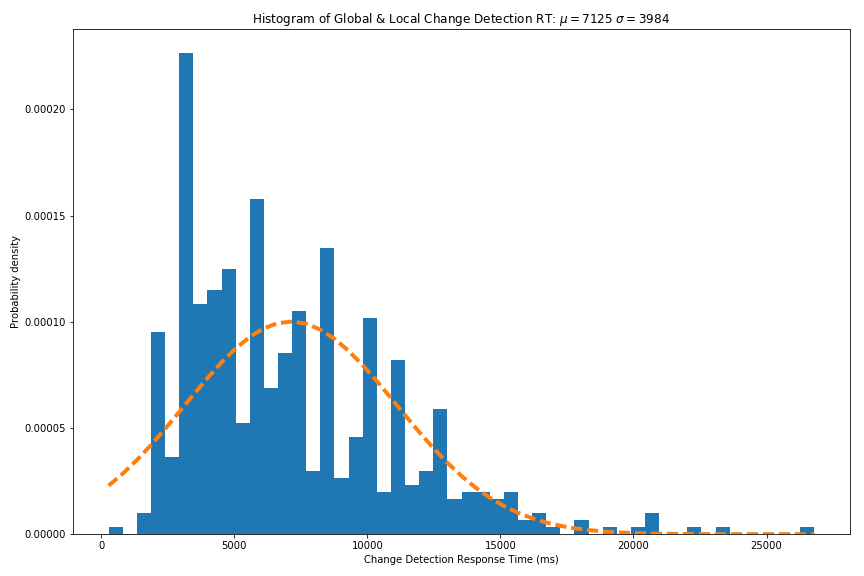 Histogram of Global & Local Change Detection RT: μ = 7125 σ = 3984
Probability density
0.00020
0.00015
0.00010
0.00005
0.00000
0 5000 10000 15000 20000 25000
Change Detection Response Time (ms)